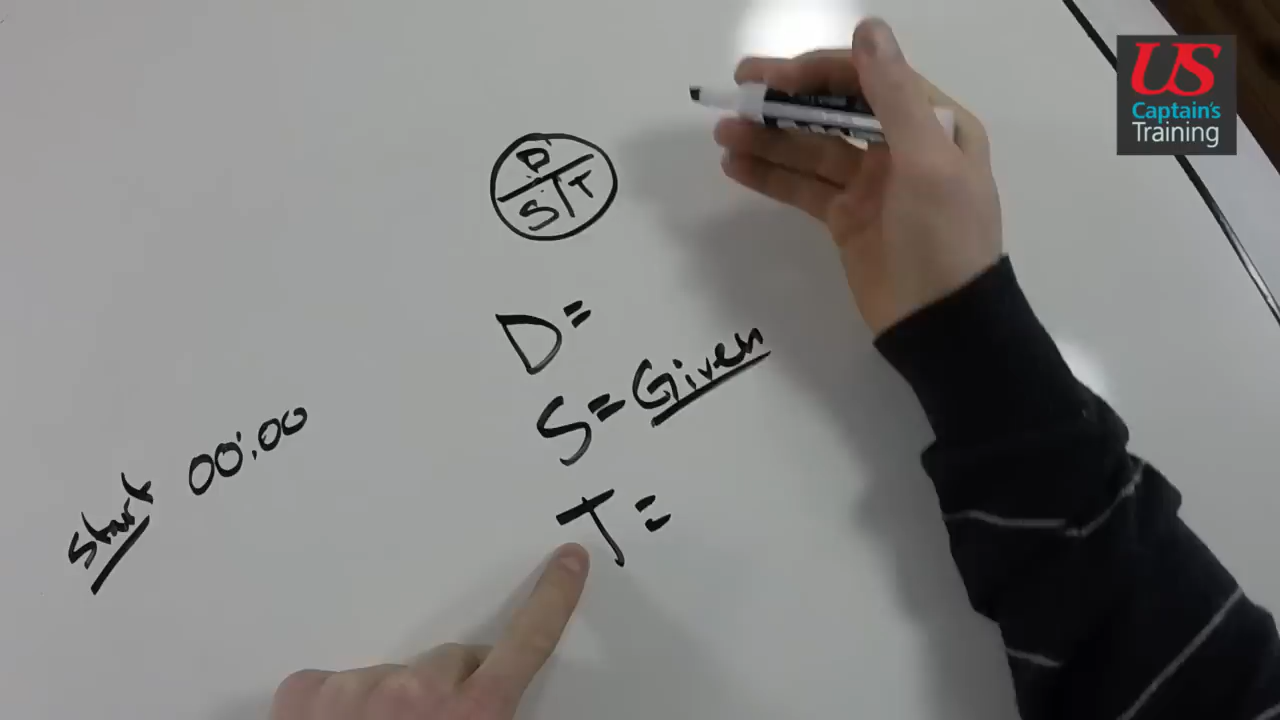 US
Captain's
Training
D
S T
D=
S=Given
T=
Start 00:00